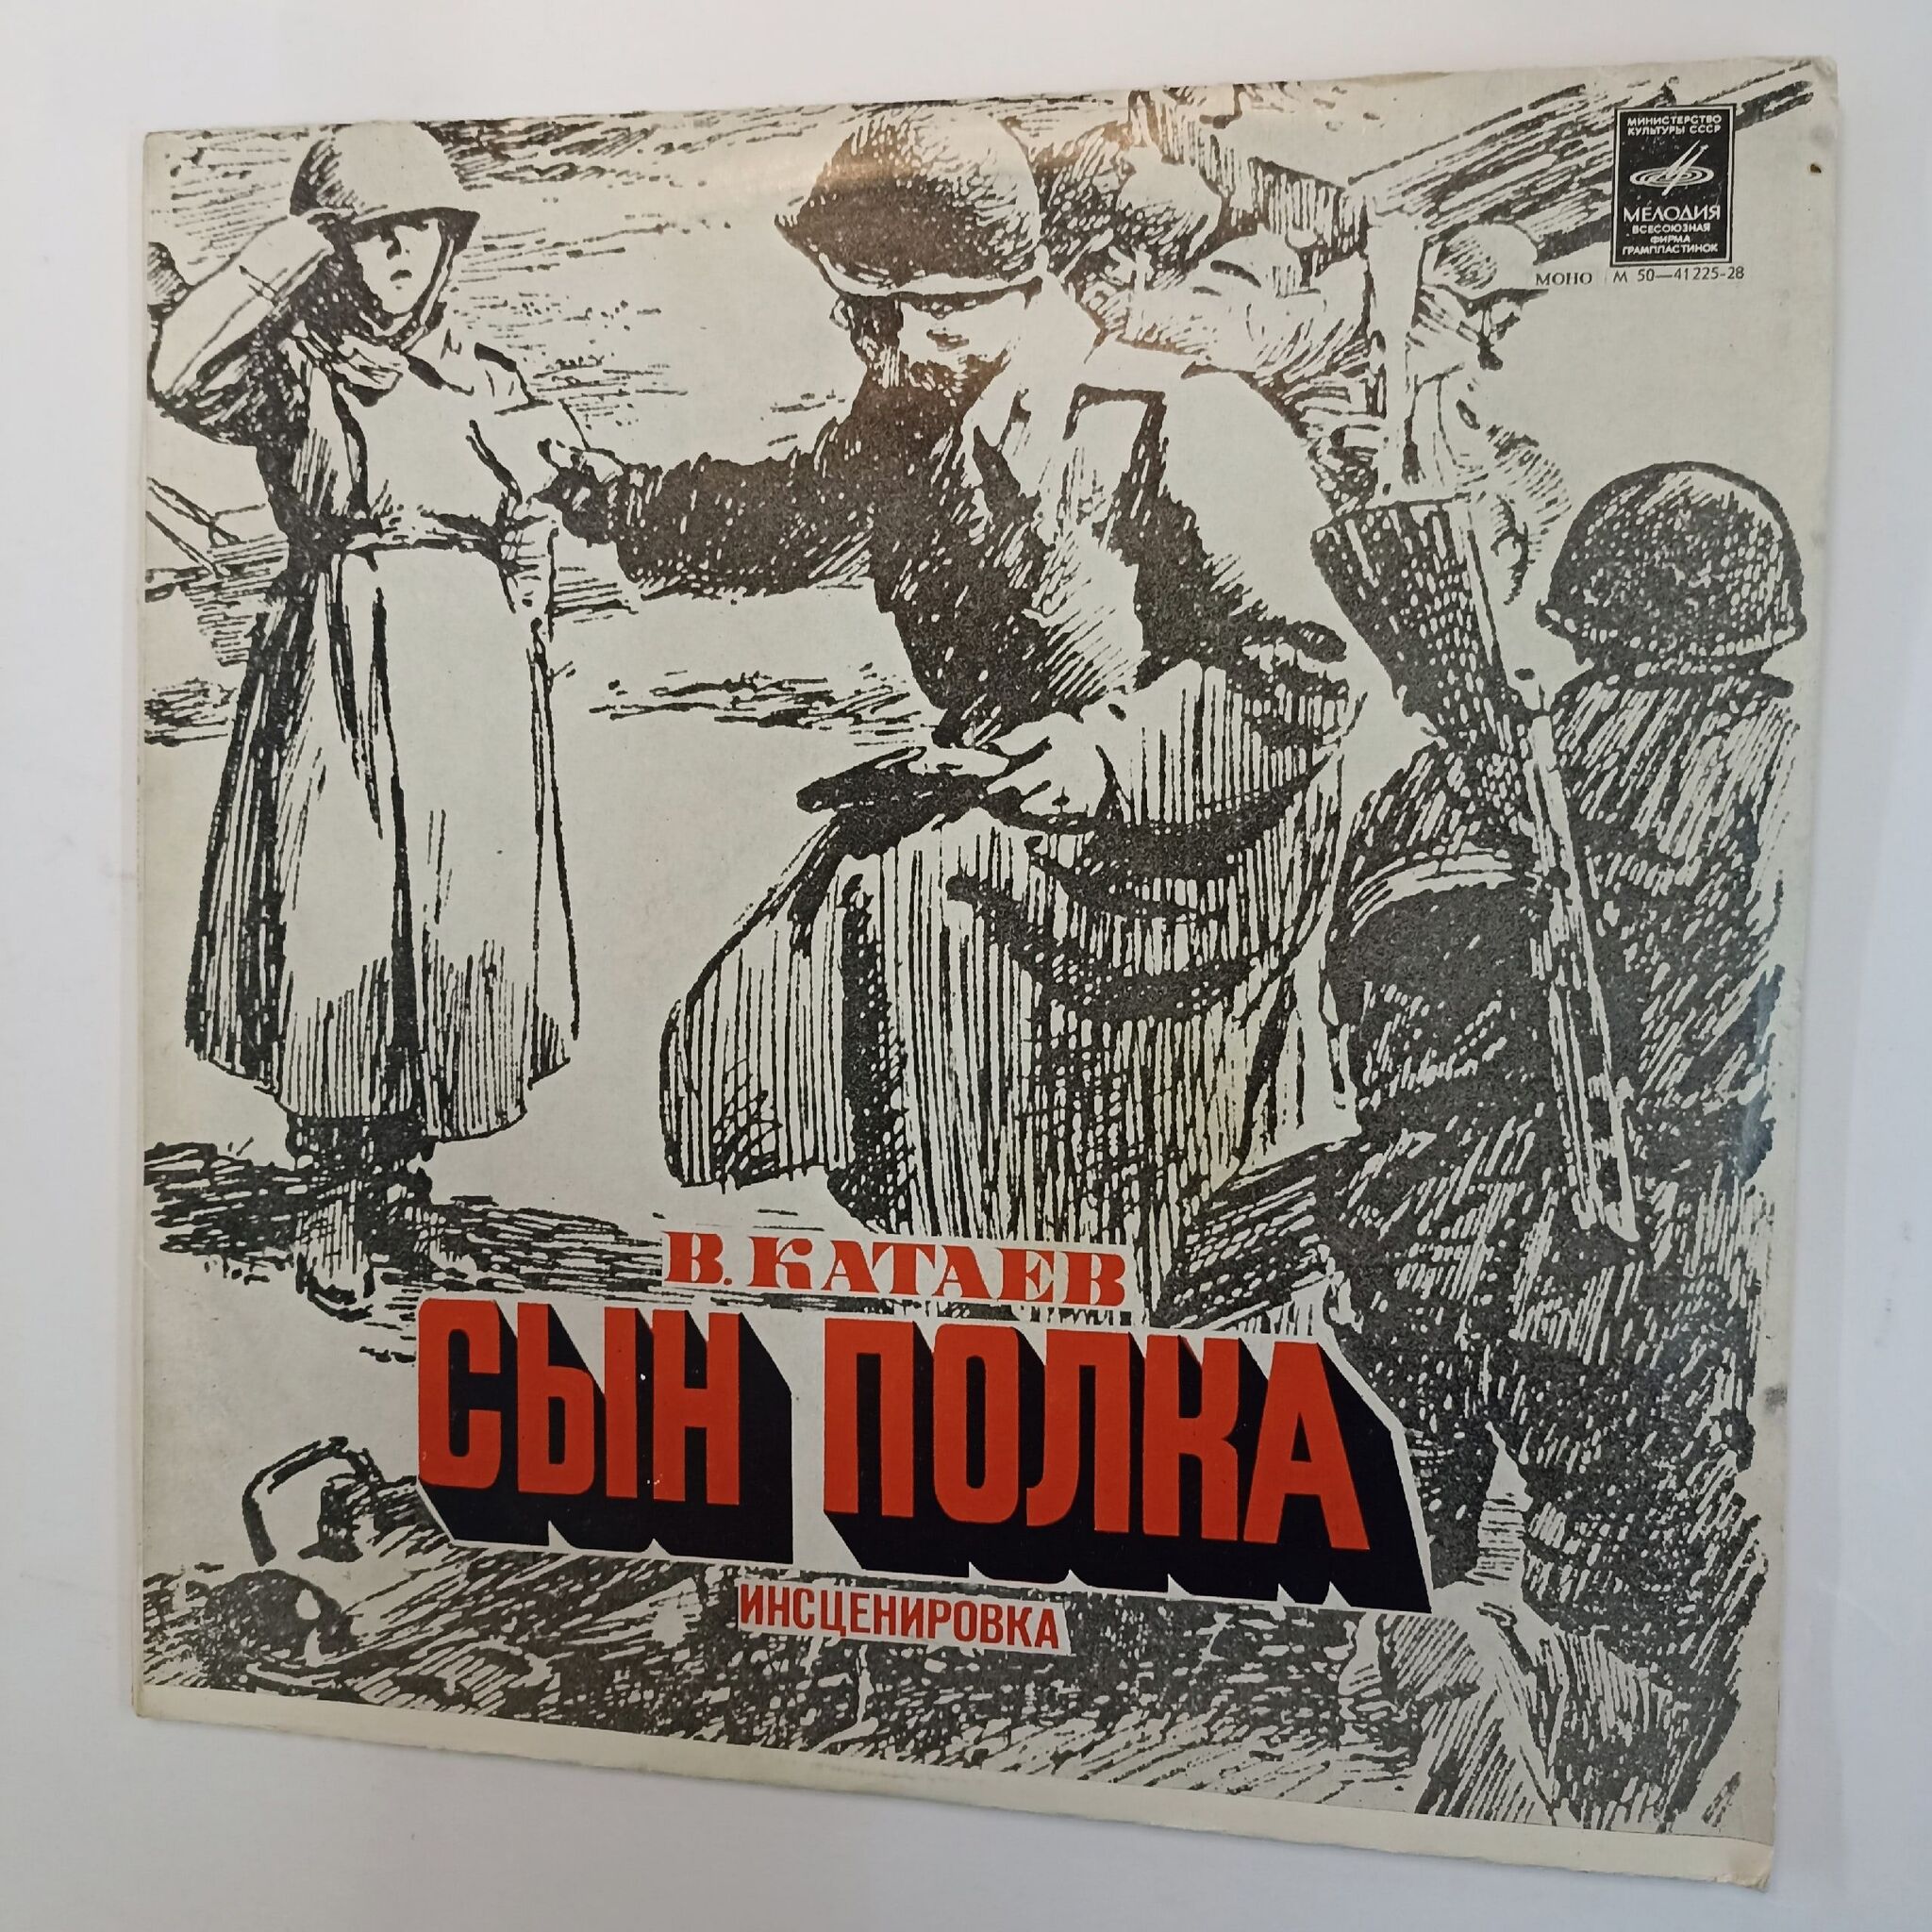 МИНИСТЕРСТВО
КУЛЬТУРЫ СССР
МЕЛОДИЯ
ВСЕСОЮЗНАЯ
ФИРМА
ГРАМПЛАСТИНОК
МОНО М 50—41225-28
В. КАТАЕВ
СЫН ПОЛКА
ИНСЦЕНИРОВКА